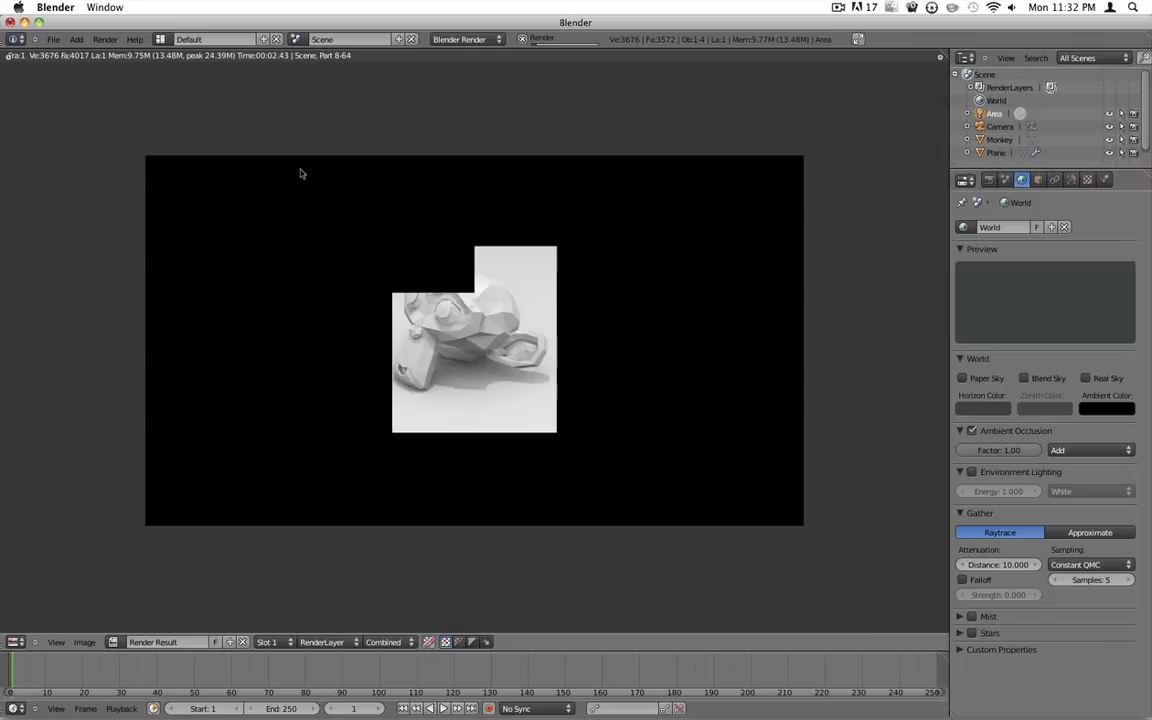 Blender Window 17 Mon 11:32 PM
Blender
File Add Render Help Default Scene Blender Render Render Ve:3676 | Fa:3572 | Ob:1-4 | La:1 | Mem:9.77M (13.48M) | Area View Search All Scenes
Fra:1 Ve:3676 Fa:4017 La:1 Mem:9.75M (13.48M, peak 24.39M) Time:00:02.43 | Scene, Part 8-64
Scene
RenderLayers
World
Area
Camera
Monkey
Plane
World
World F
Preview
World
Paper Sky Blend Sky Real Sky
Horizon Color: Zenith Color: Ambient Color:
Ambient Occlusion
Factor: 1.00 Add
Environment Lighting
Energy: 1.000 White
Gather
Raytrace Approximate
Attenuation: Sampling:
Distance: 10.000 Constant QMC
Falloff Samples: 5
Strength: 0.000
Mist
Stars
Custom Properties
View Image Render Result F Slot 1 RenderLayer Combined
0 10 20 30 40 50 60 70 80 90 100 110 120 130 140 150 160 170 180 190 200 210 220 230 240 250
View Frame Playback Start: 1 End: 250 1 No Sync